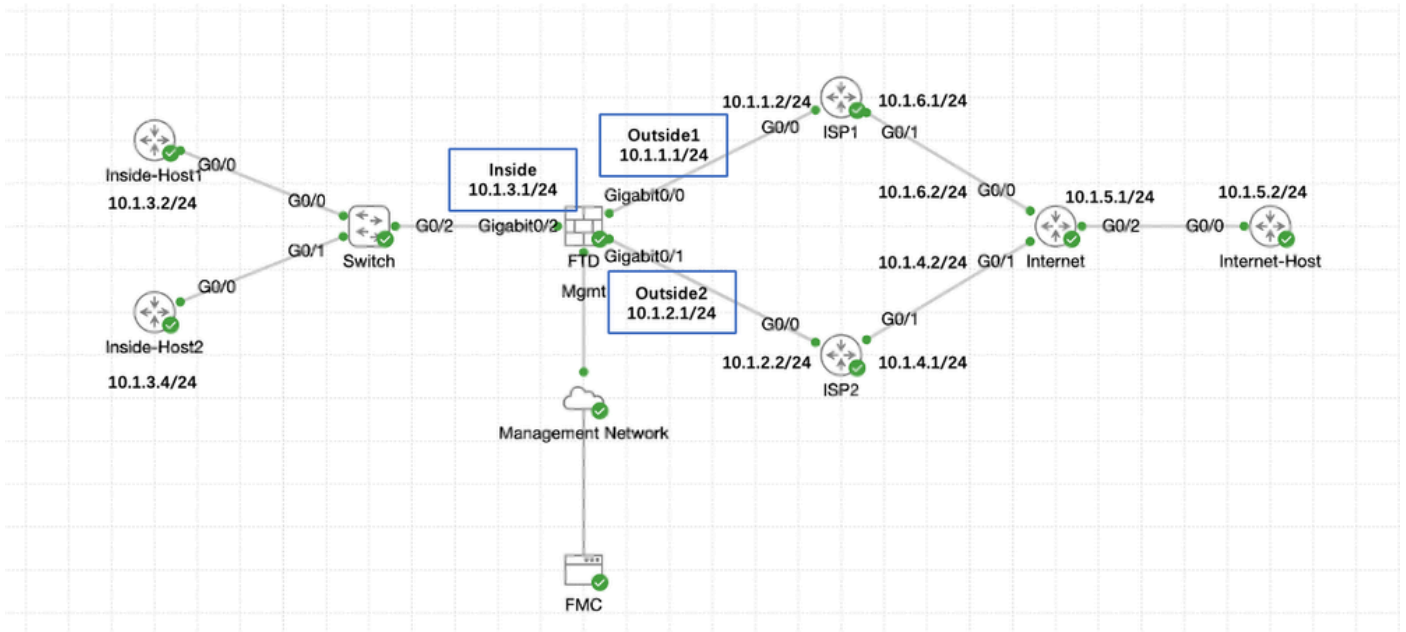 10.1.1.2/24
10.1.6.1/24
G0/0
ISP1
G0/1
Outside1
10.1.1.1/24
Inside
10.1.3.1/24
G0/0
Inside-Host1
10.1.3.2/24
G0/0
Gigabit0/0
10.1.6.2/24
G0/0
10.1.5.1/24
10.1.5.2/24
G0/2
Gigabit0/2
G0/2
G0/0
G0/1
Switch
FTD
Gigabit0/1
10.1.4.2/24
G0/1
Internet
Internet-Host
G0/0
Mgmt
Outside2
10.1.2.1/24
G0/0
G0/1
Inside-Host2
10.1.2.2/24
10.1.4.1/24
10.1.3.4/24
ISP2
Management Network
FMC